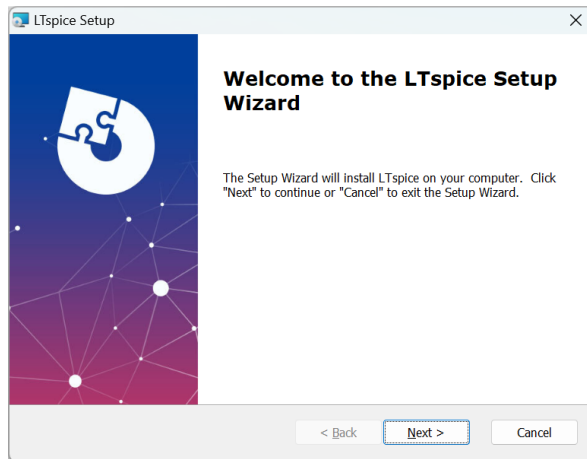 LTspice Setup
Welcome to the LTspice Setup
Wizard
The Setup Wizard will install LTspice on your computer. Click
"Next" to continue or "Cancel" to exit the Setup Wizard.
< Back Next > Cancel